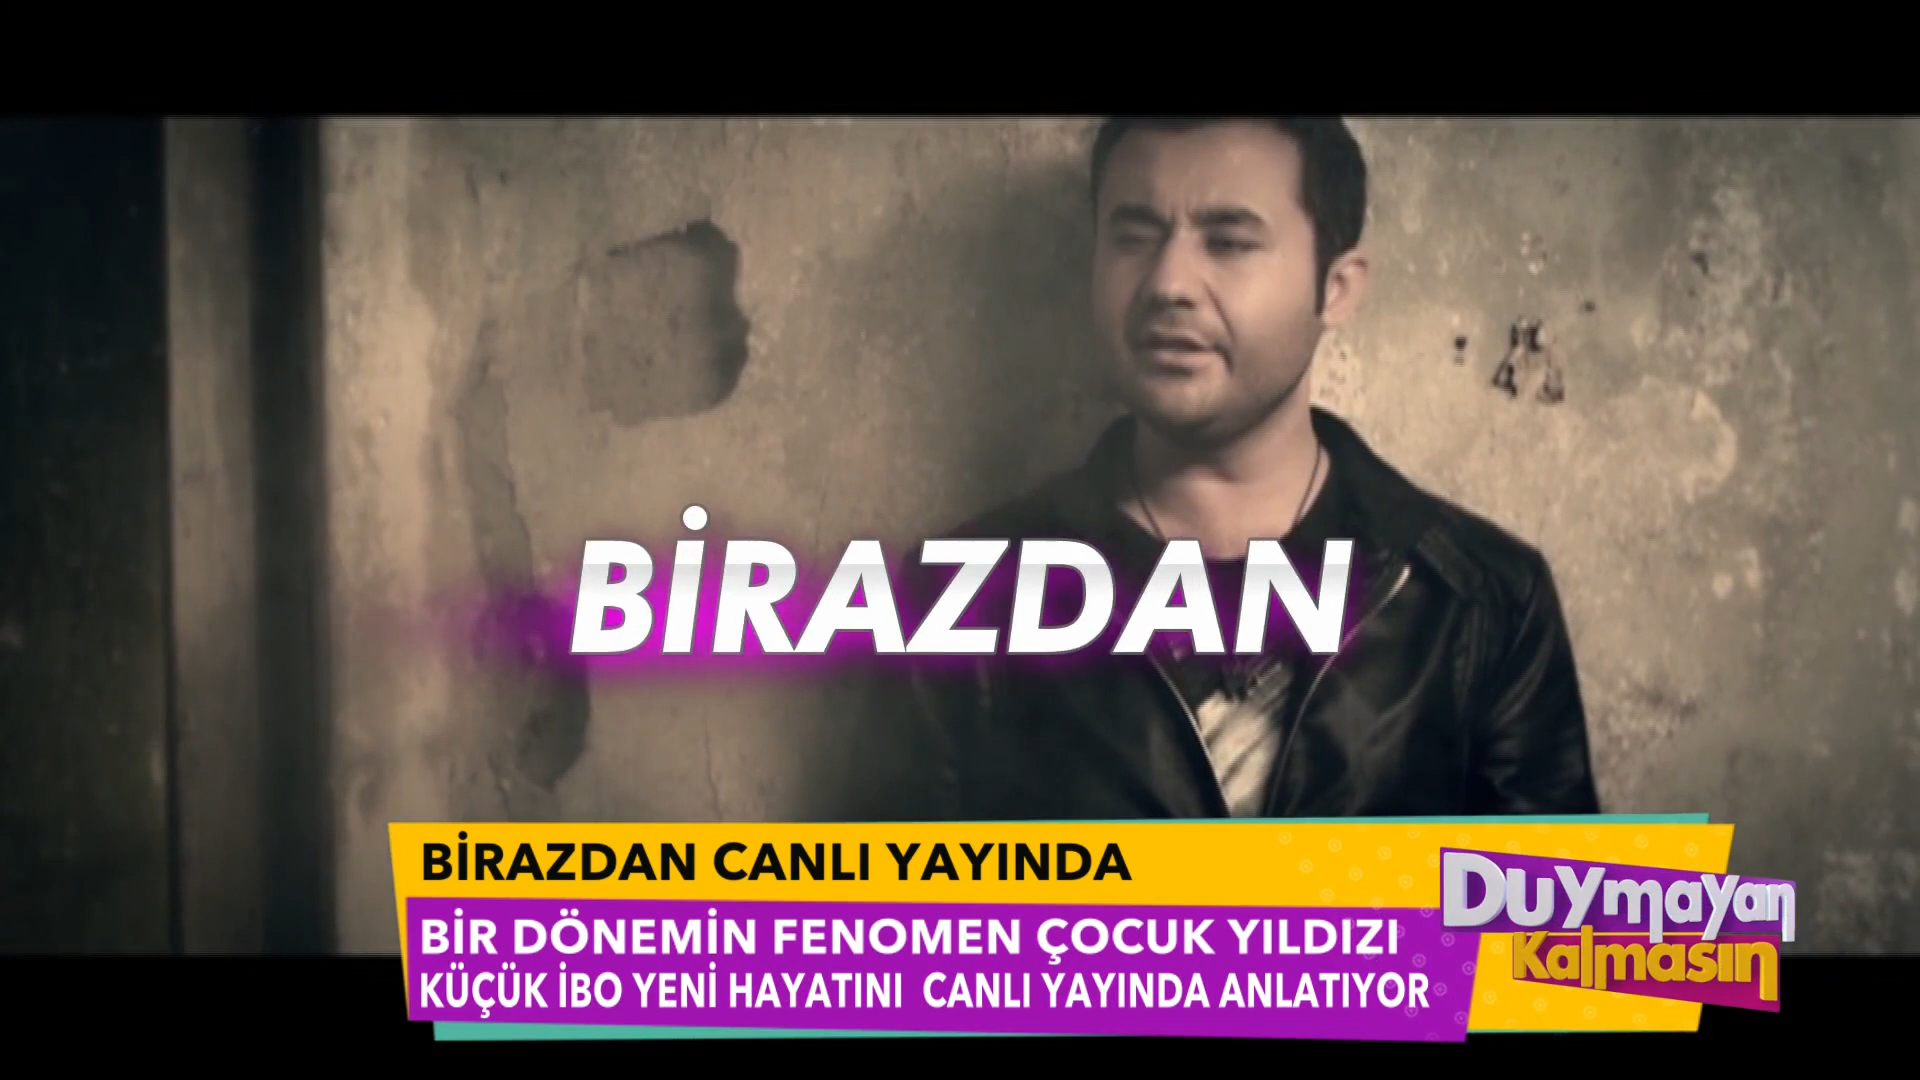 BİRAZDAN
BİRAZDAN CANLI YAYINDA
BİR DÖNEMİN FENOMEN ÇOCUK YILDIZI
KÜÇÜK İBO YENİ HAYATINI CANLI YAYINDA ANLATIYOR
Duymayan
Kalmasın